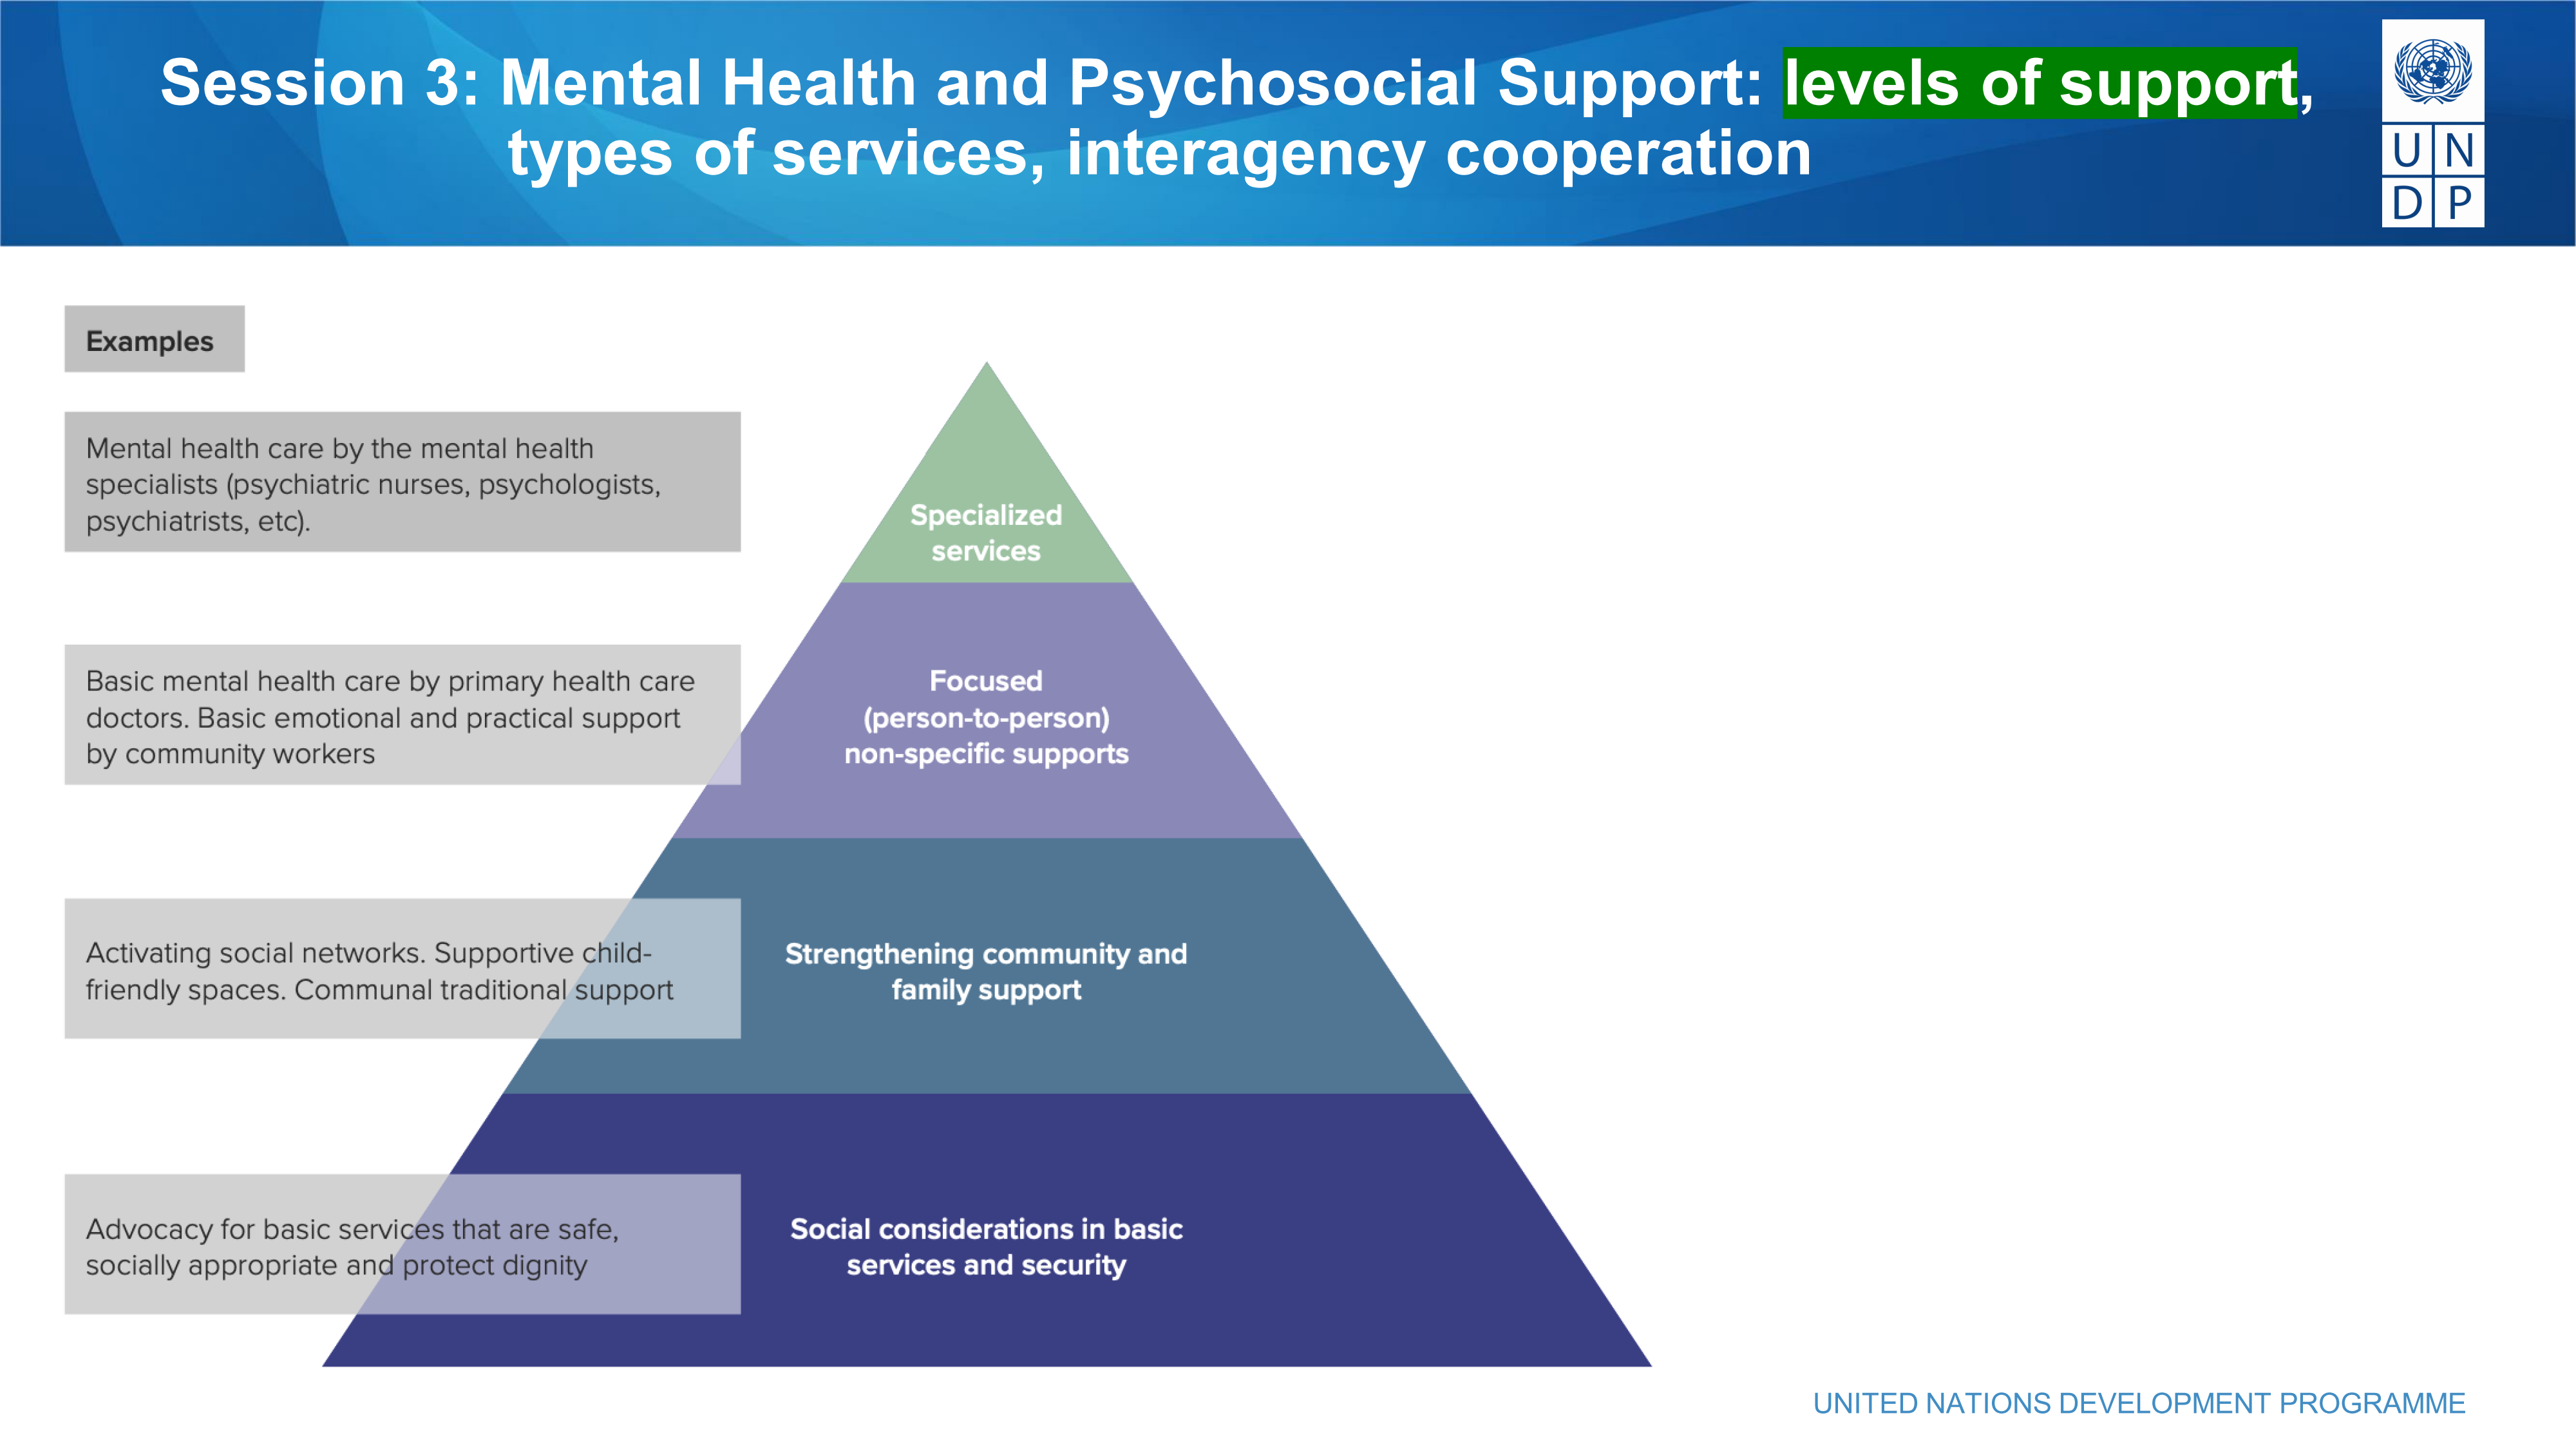 Session 3: Mental Health and Psychosocial Support: levels of support,
types of services, interagency cooperation
U N
D P
Examples
Mental health care by the mental health
specialists (psychiatric nurses, psychologists,
psychiatrists, etc).
Specialized
services
Basic mental health care by primary health care
doctors. Basic emotional and practical support
by community workers
Focused
(person-to-person)
non-specific supports
Activating social networks. Supportive child-
friendly spaces. Communal traditional support
Strengthening community and
family support
Advocacy for basic services that are safe,
socially appropriate and protect dignity
Social considerations in basic
services and security
UNITED NATIONS DEVELOPMENT PROGRAMME